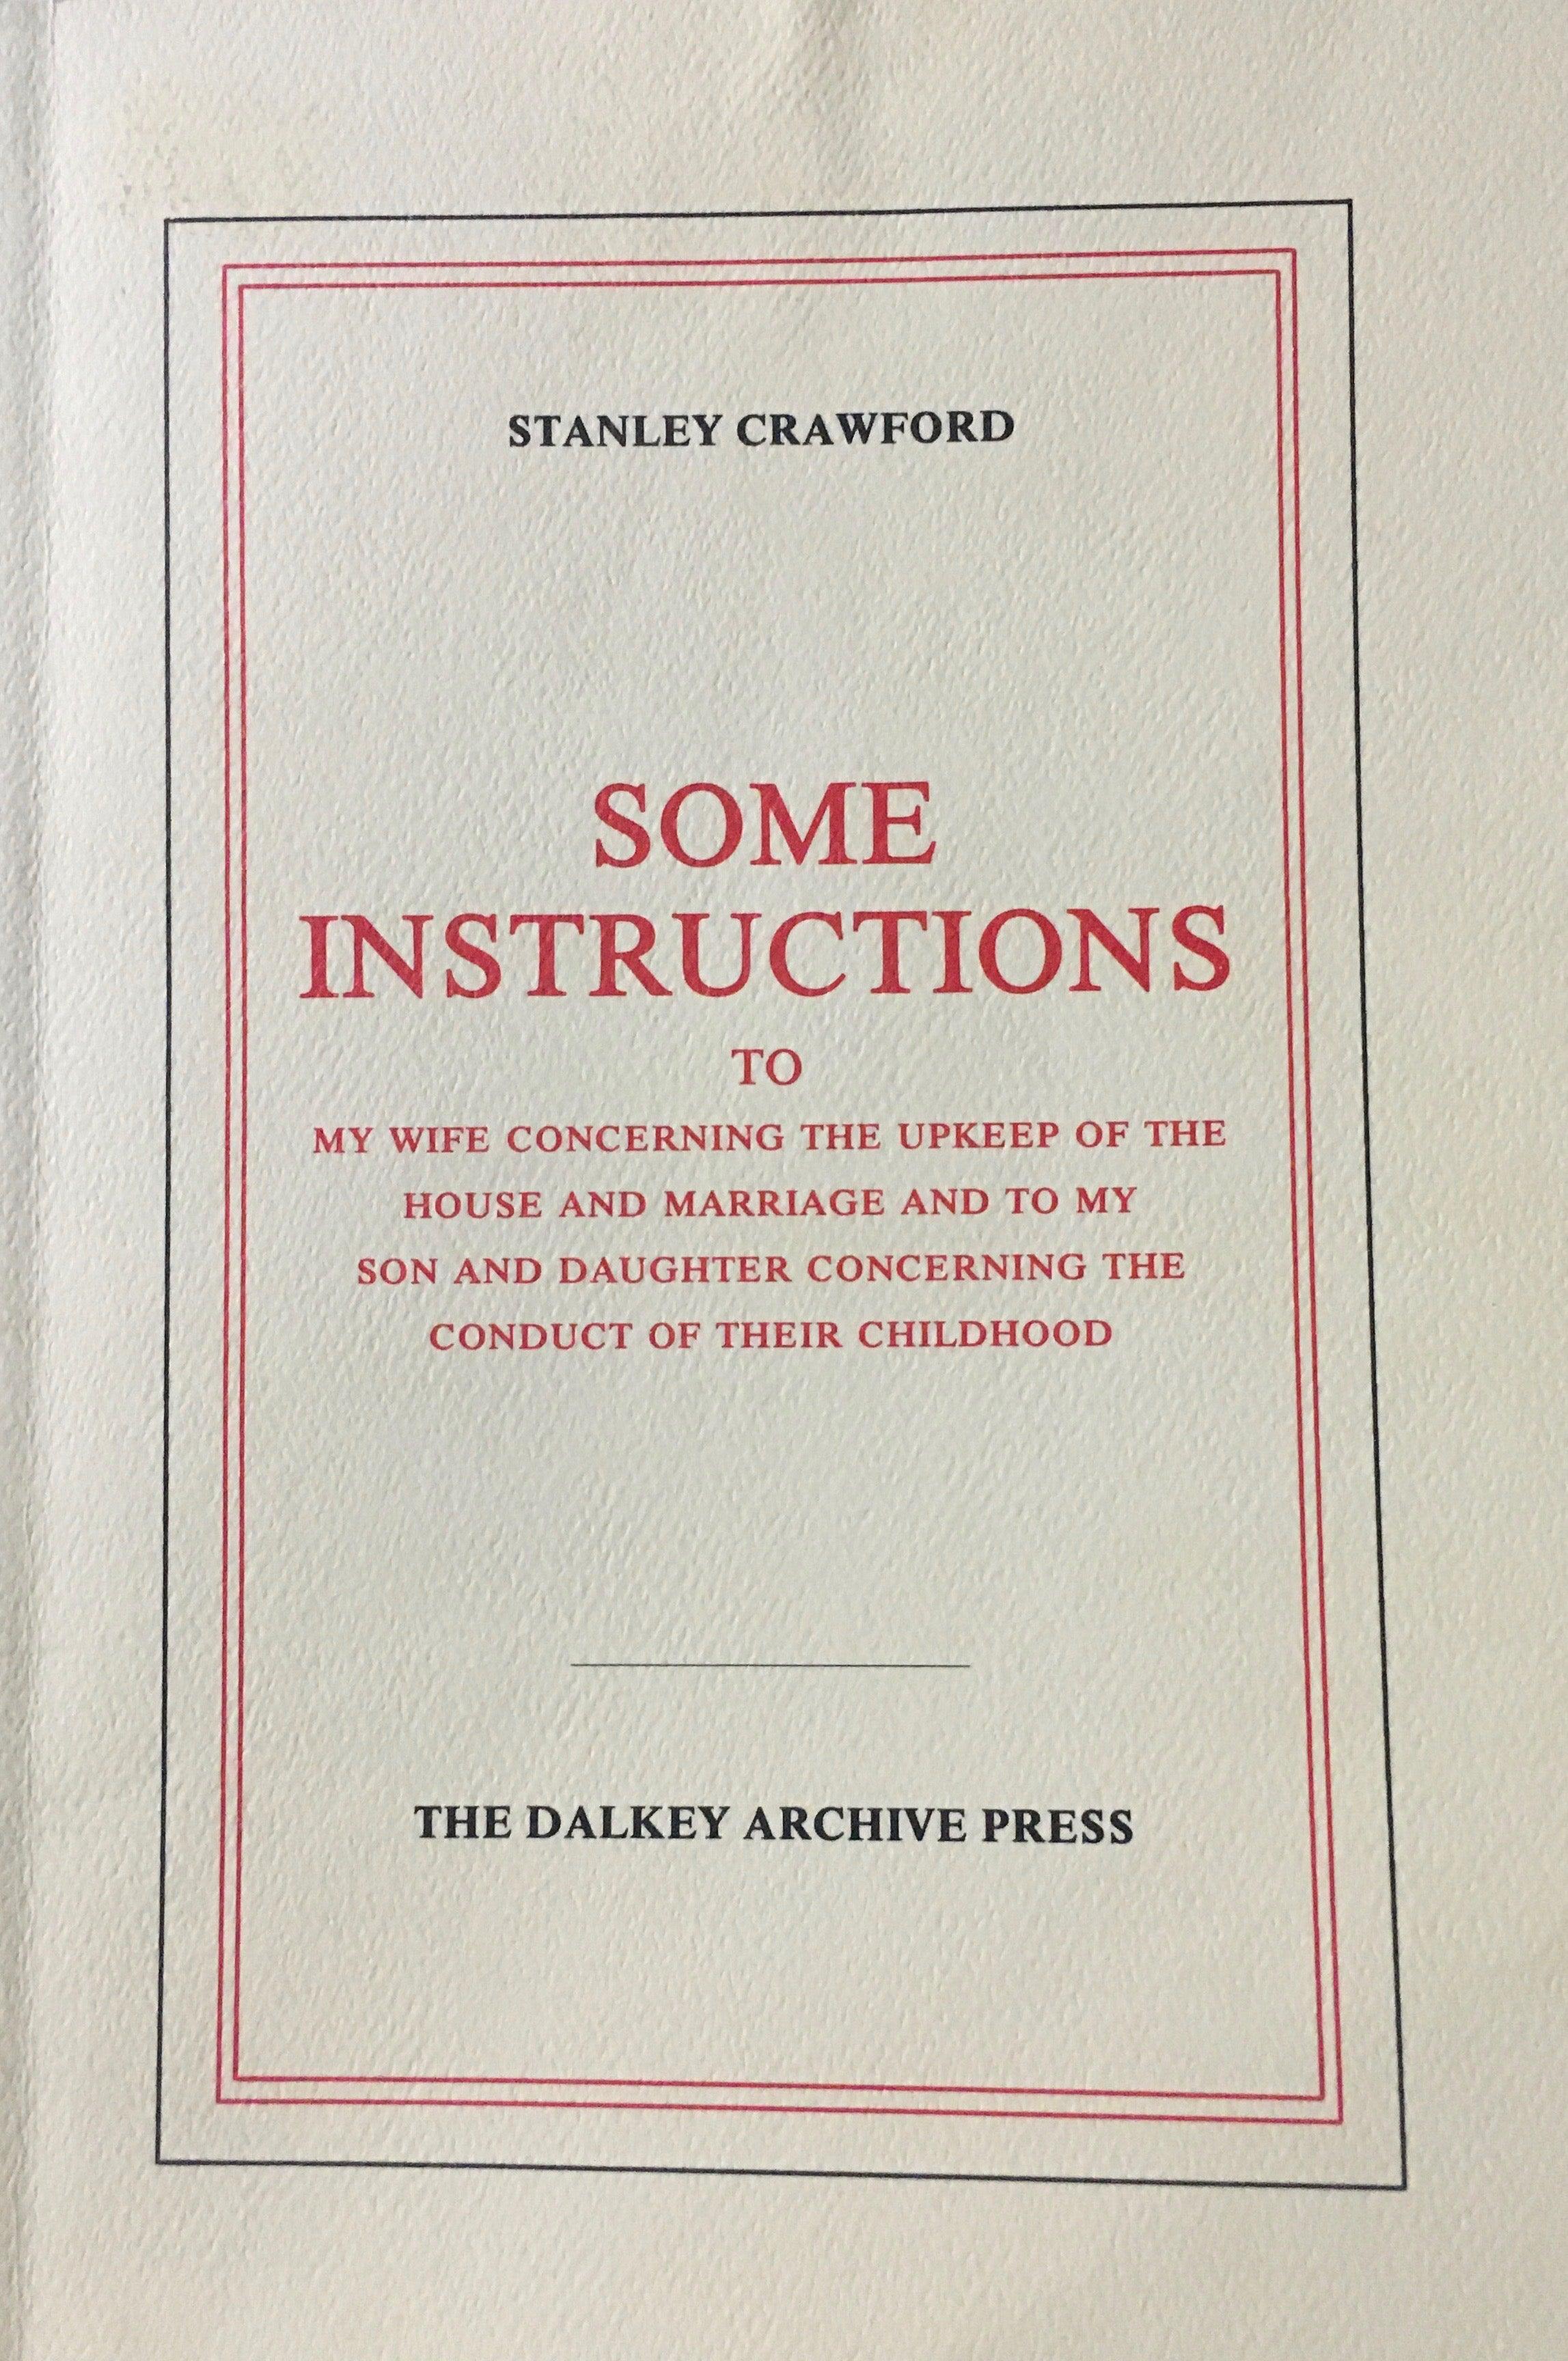 STANLEY CRAWFORD
SOME
INSTRUCTIONS
TO
MY WIFE CONCERNING THE UPKEEP OF THE
HOUSE AND MARRIAGE AND TO MY
SON AND DAUGHTER CONCERNING THE
CONDUCT OF THEIR CHILDHOOD
THE DALKEY ARCHIVE PRESS